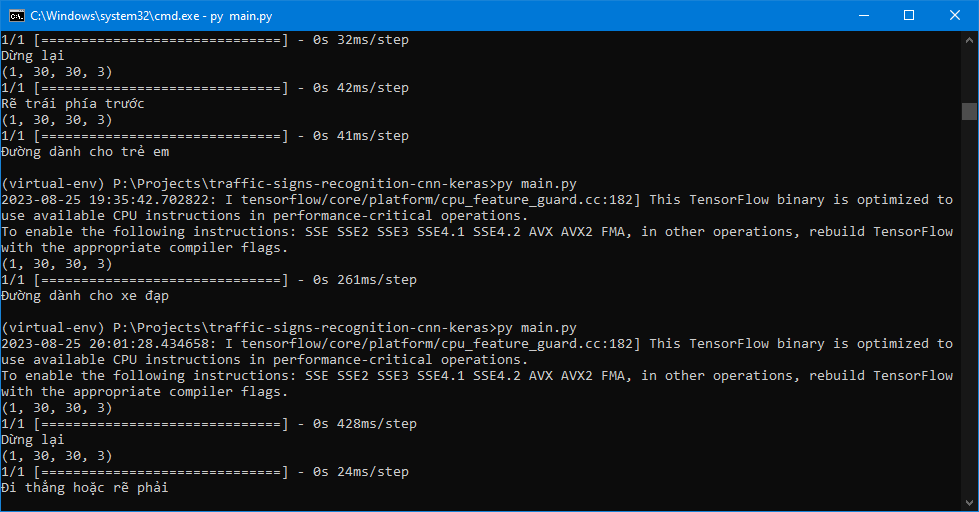 C:\Windows\system32\cmd.exe - py  main.py
1/1 [==============================] - 0s 32ms/step
Dừng lại
(1, 30, 30, 3)
1/1 [==============================] - 0s 42ms/step
Rẽ trái phía trước
(1, 30, 30, 3)
1/1 [==============================] - 0s 41ms/step
Đường dành cho trẻ em
(virtual-env) P:\Projects\traffic-signs-recognition-cnn-keras>py main.py
2023-08-25 19:35:42.702822: I tensorflow/core/platform/cpu_feature_guard.cc:182] This TensorFlow binary is optimized to
use available CPU instructions in performance-critical operations.
To enable the following instructions: SSE SSE2 SSE3 SSE4.1 SSE4.2 AVX AVX2 FMA, in other operations, rebuild TensorFlow
with the appropriate compiler flags.
(1, 30, 30, 3)
1/1 [==============================] - 0s 261ms/step
Đường dành cho xe đạp
(virtual-env) P:\Projects\traffic-signs-recognition-cnn-keras>py main.py
2023-08-25 20:01:28.434658: I tensorflow/core/platform/cpu_feature_guard.cc:182] This TensorFlow binary is optimized to
use available CPU instructions in performance-critical operations.
To enable the following instructions: SSE SSE2 SSE3 SSE4.1 SSE4.2 AVX AVX2 FMA, in other operations, rebuild TensorFlow
with the appropriate compiler flags.
(1, 30, 30, 3)
1/1 [==============================] - 0s 428ms/step
Dừng lại
(1, 30, 30, 3)
1/1 [==============================] - 0s 24ms/step
Đi thẳng hoặc rẽ phải